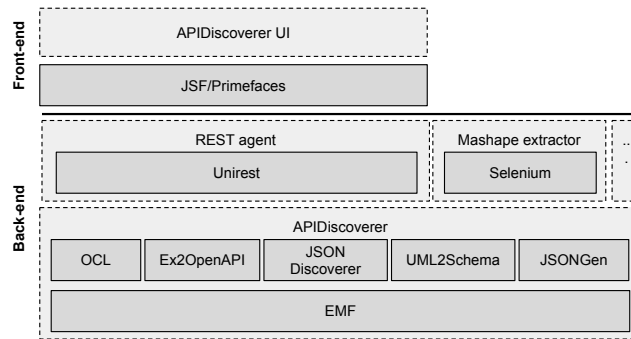 Front-end
APIDiscoverer UI
JSF/Primefaces
Back-end
REST agent
Unirest
Mashape extractor
Selenium
...
.
APIDiscoverer
OCL
Ex2OpenAPI
JSON
Discoverer
UML2Schema
JSONGen
EMF